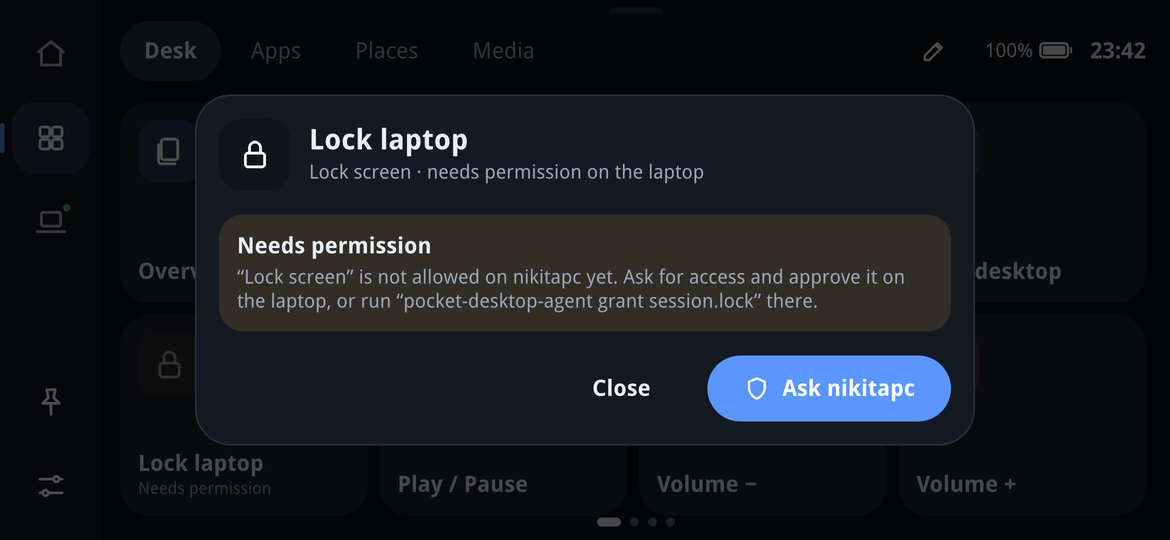 Desk
Apps
Places
Media
100%
23:42
Lock laptop
Lock screen · needs permission on the laptop
Needs permission
“Lock screen” is not allowed on nikitapc yet. Ask for access and approve it on
the laptop, or run “pocket-desktop-agent grant session.lock” there.
Close
Ask nikitapc
desktop
Lock laptop
Needs permission
Play / Pause
Volume −
Volume +